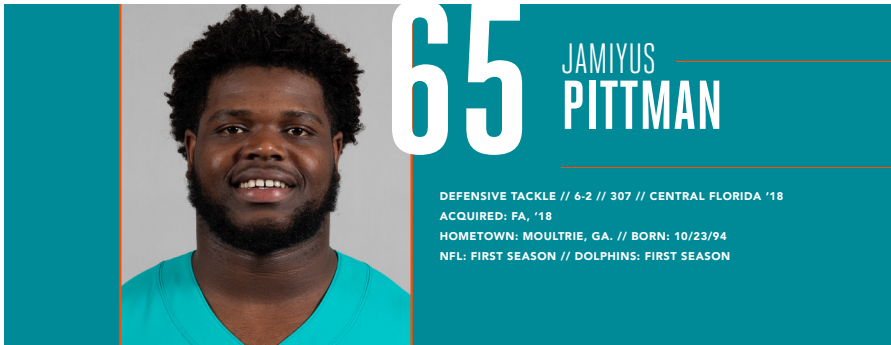 65
JAMIYUS
PITTMAN
DEFENSIVE TACKLE // 6-2 // 307 // CENTRAL FLORIDA ’18
ACQUIRED: FA, ’18
HOMETOWN: MOULTRIE, GA. // BORN: 10/23/94
NFL: FIRST SEASON // DOLPHINS: FIRST SEASON